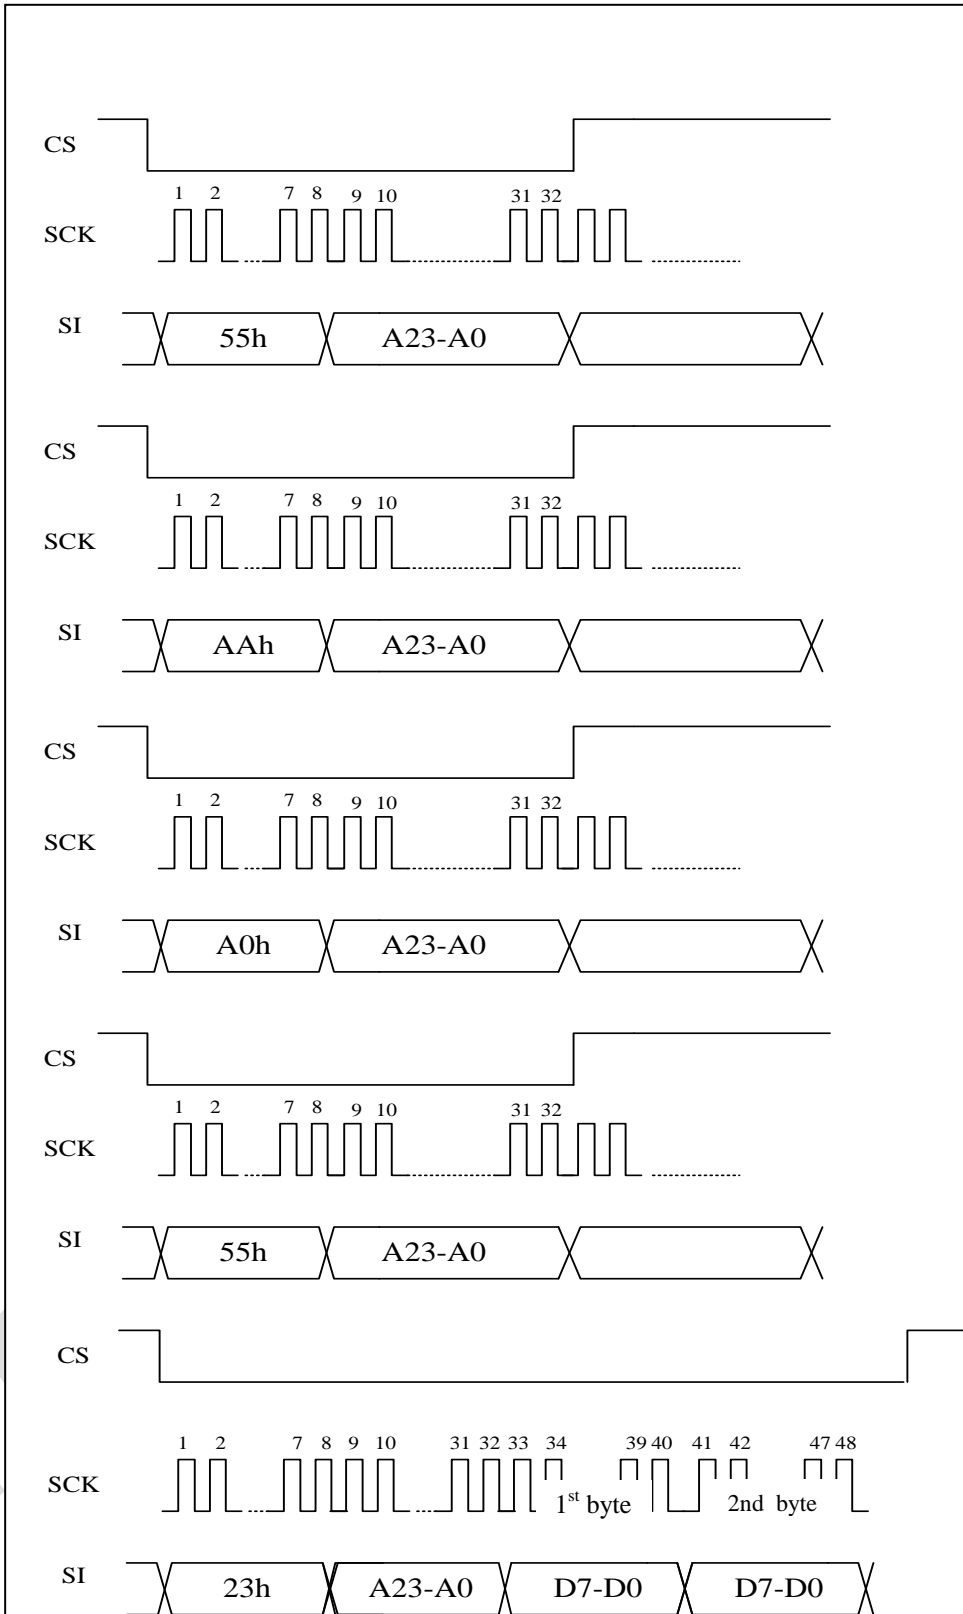 CS
1 2 7 8 9 10 31 32
SCK
SI 55h A23-A0
CS
1 2 7 8 9 10 31 32
SCK
SI AAh A23-A0
CS
1 2 7 8 9 10 31 32
SCK
SI A0h A23-A0
CS
1 2 7 8 9 10 31 32
SCK
SI 55h A23-A0
CS
1 2 7 8 9 10 31 32 33 34 39 40 41 42 47 48
SCK 1st byte 2nd byte
SI 23h A23-A0 D7-D0 D7-D0